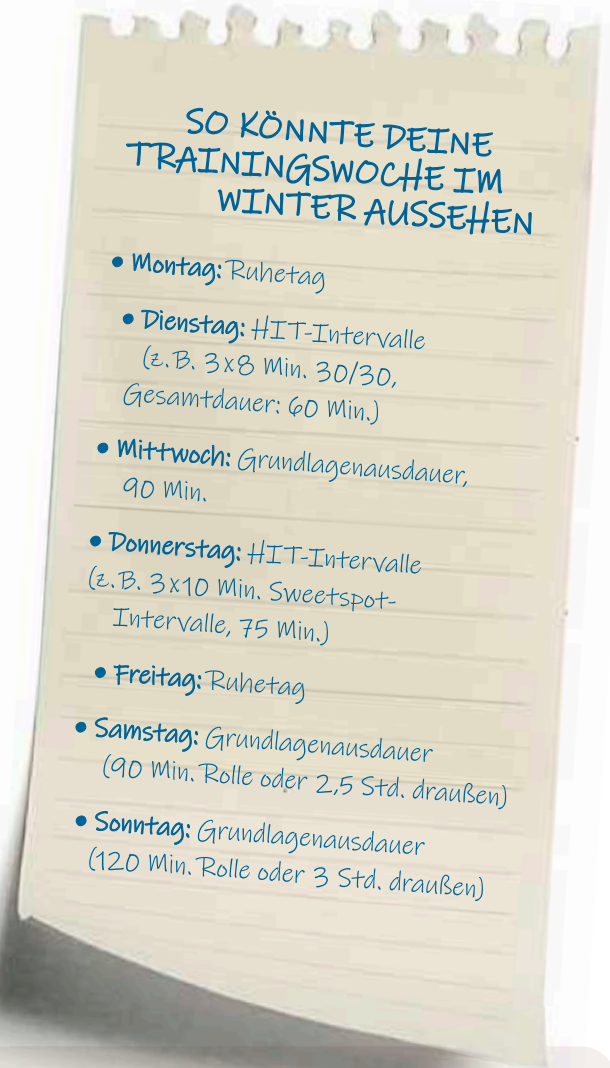 SO KÖNNTE DEINE
TRAININGSWOCHE IM
WINTER AUSSEHEN
• Montag: Ruhetag
• Dienstag: HIT-Intervalle
(z.B. 3x8 Min. 30/30,
Gesamtdauer: 60 Min.)
• Mittwoch: Grundlagenausdauer,
90 Min.
• Donnerstag: HIT-Intervalle
(z.B. 3x10 Min. Sweetspot-
Intervalle, 75 Min.)
• Freitag: Ruhetag
• Samstag: Grundlagenausdauer
(90 Min. Rolle oder 2,5 Std. draußen)
• Sonntag: Grundlagenausdauer
(120 Min. Rolle oder 3 Std. draußen)